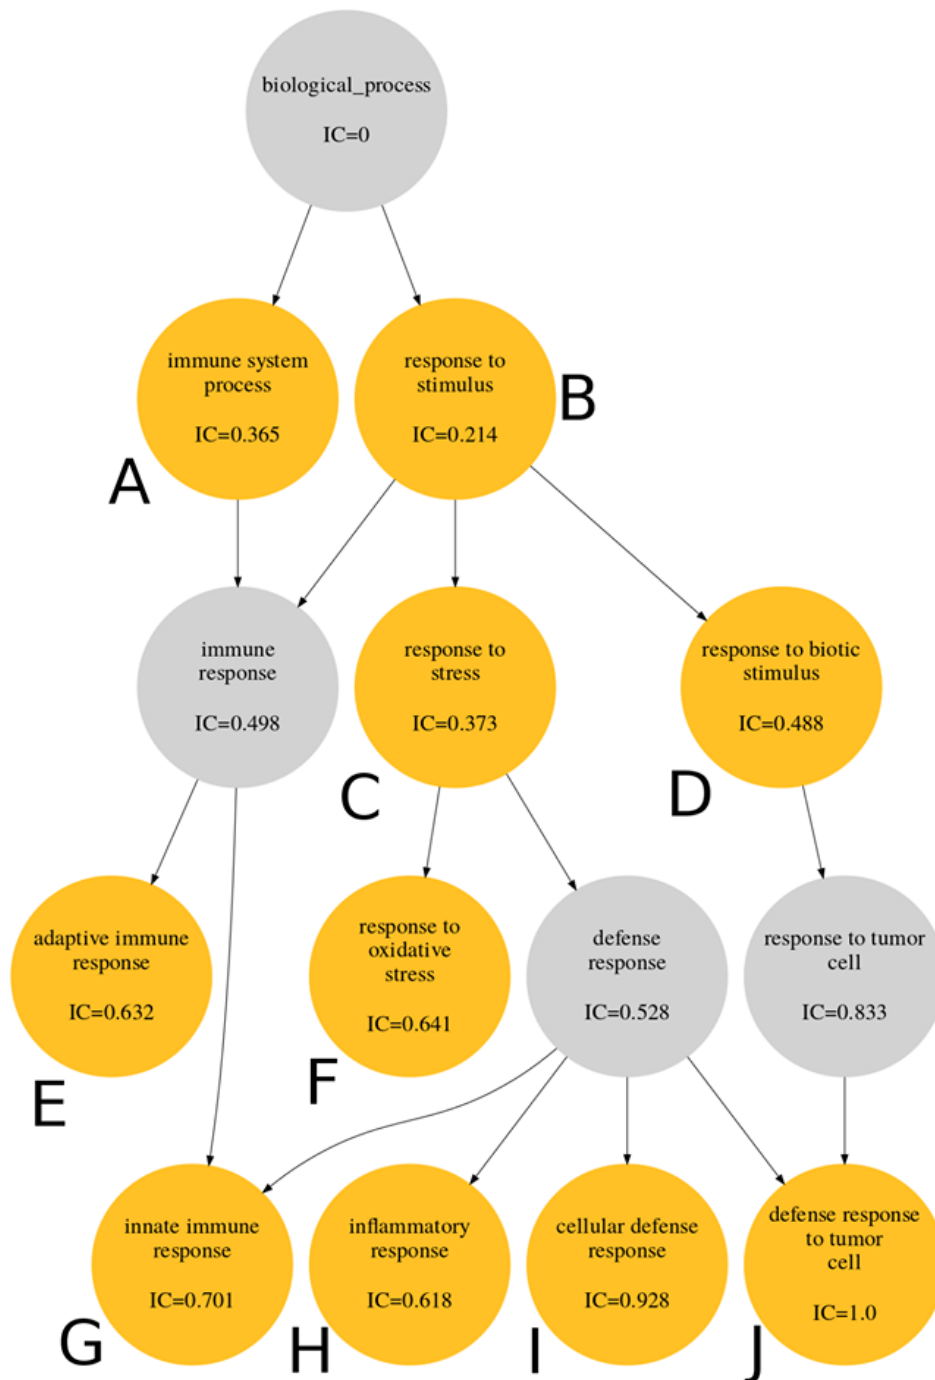 biological_process
IC=0
immune system
process
IC=0.365
A
response to
stimulus
IC=0.214
B
immune
response
IC=0.498
response to
stress
IC=0.373
C
response to biotic
stimulus
IC=0.488
D
adaptive immune
response
IC=0.632
E
response to
oxidative
stress
IC=0.641
F
defense
response
IC=0.528
response to tumor
cell
IC=0.833
innate immune
response
IC=0.701
G
inflammatory
response
IC=0.618
H
cellular defense
response
IC=0.928
I
defense response
to tumor
cell
IC=1.0
J